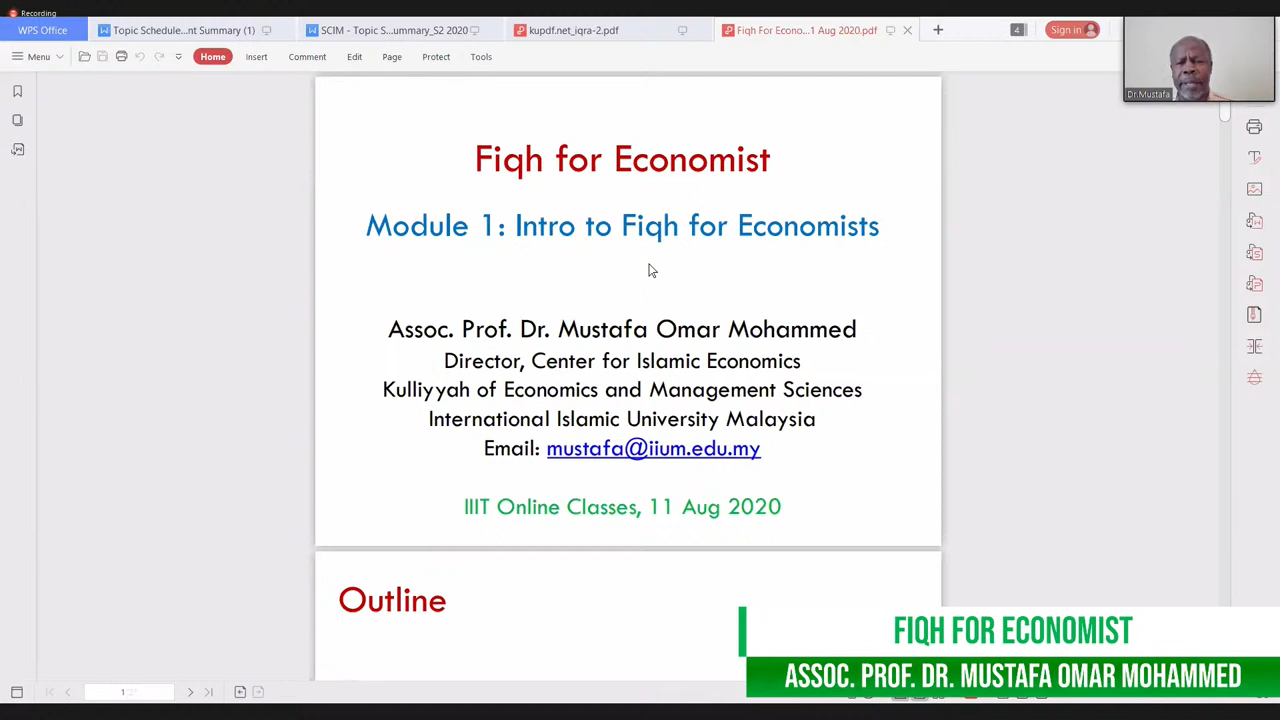 Recording
WPS Office
Topic Schedule...nt Summary (1)
SCIM - Topic S...ummary_S2 2020
kupdf.net_iqra-2.pdf
Fiqh For Econo...1 Aug 2020.pdf
4
Sign in
Menu
Home
Insert
Comment
Edit
Page
Protect
Tools
Dr.Mustafa
Fiqh for Economist
Module 1: Intro to Fiqh for Economists
Assoc. Prof. Dr. Mustafa Omar Mohammed
Director, Center for Islamic Economics
Kulliyyah of Economics and Management Sciences
International Islamic University Malaysia
Email: mustafa@iium.edu.my
IIIT Online Classes, 11 Aug 2020
Outline
FIQH FOR ECONOMIST
ASSOC. PROF. DR. MUSTAFA OMAR MOHAMMED